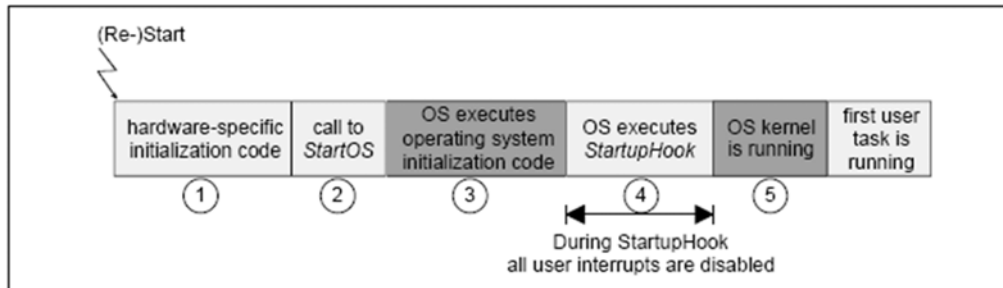 (Re-)Start
hardware-specific
initialization code
call to
StartOS
OS executes
operating system
initialization code
OS executes
StartupHook
OS kernel
is running
first user
task is
running
1
2
3
4
5
During StartupHook
all user interrupts are disabled